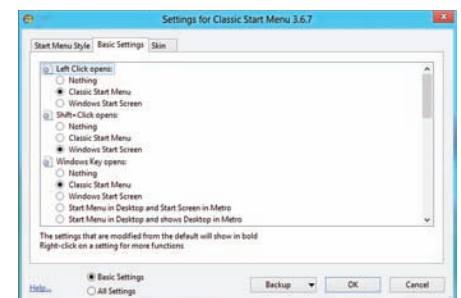 Settings for Classic Start Menu 3.6.7
Start Menu Style
Basic Settings
Skin
Left Click opens:
Nothing
Classic Start Menu
Windows Start Screen
Shift+Click opens:
Nothing
Classic Start Menu
Windows Start Screen
Windows Key opens:
Nothing
Classic Start Menu
Windows Start Screen
Start Menu in Desktop and Start Screen in Metro
Start Menu in Desktop and shows Desktop in Metro
The settings that are modified from the default will show in bold
Right-click on a setting for more functions
Help...
Basic Settings
All Settings
Backup
OK
Cancel